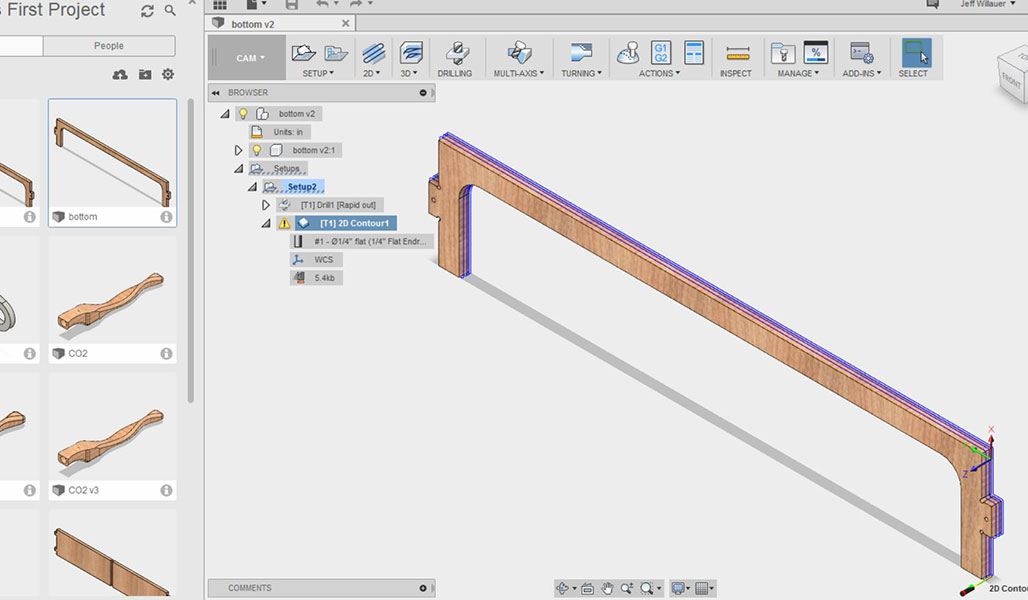 s First Project
People
bottom
CO2
CO2 v3
Jeff Willauer
bottom v2
CAM
SETUP
2D
3D
DRILLING
MULTI-AXIS
TURNING
G1
G2
ACTIONS
INSPECT
%
MANAGE
ADD-INS
SELECT
BROWSER
bottom v2
Units: in
bottom v2:1
Setups
Setup2
[T1] Drill1 [Rapid out]
[T1] 2D Contour1
#1 - Ø1/4" flat (1/4" Flat Endr...
WCS
5.4kb
FRONT
X
Z
2D Conto
COMMENTS